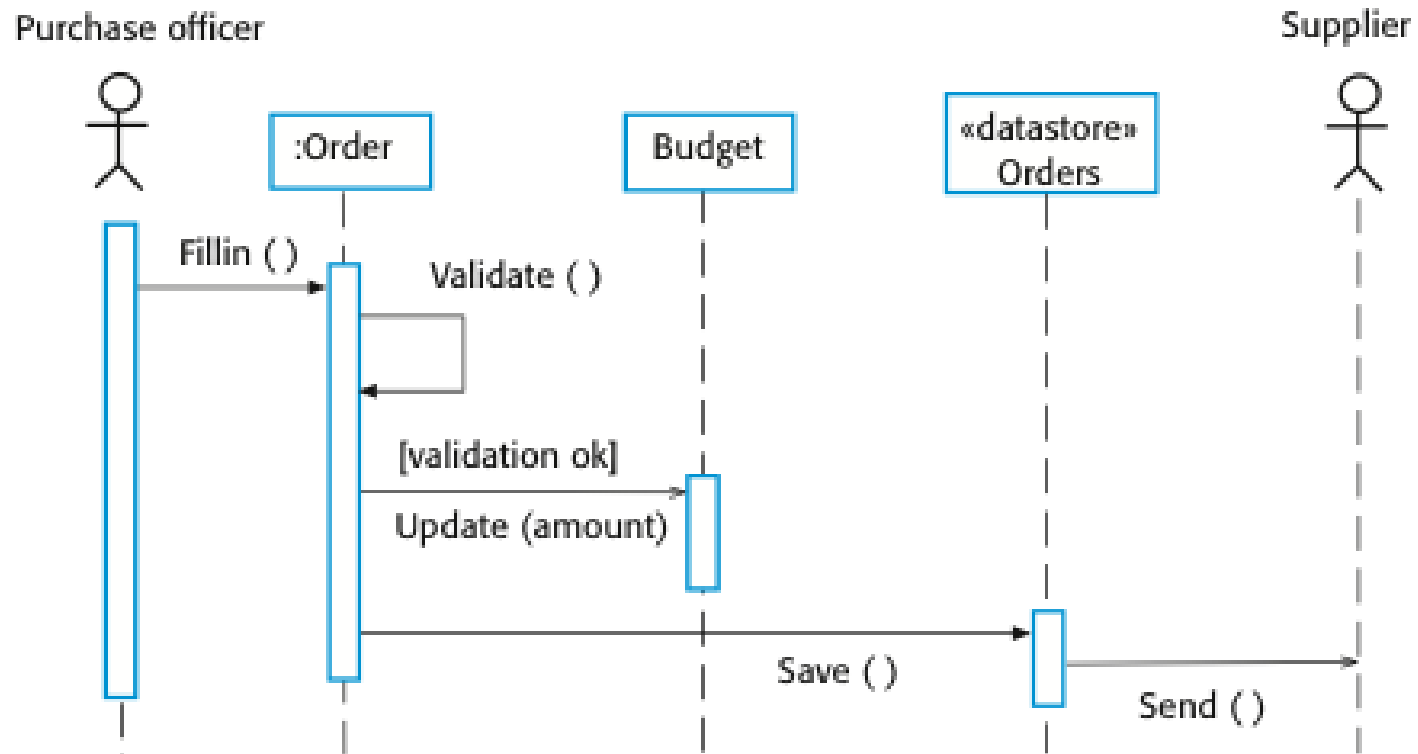 Purchase officer
Supplier
:Order
Budget
«datastore»
Orders
Fillin ( )
Validate ( )
[validation ok]
Update (amount)
Save ( )
Send ( )